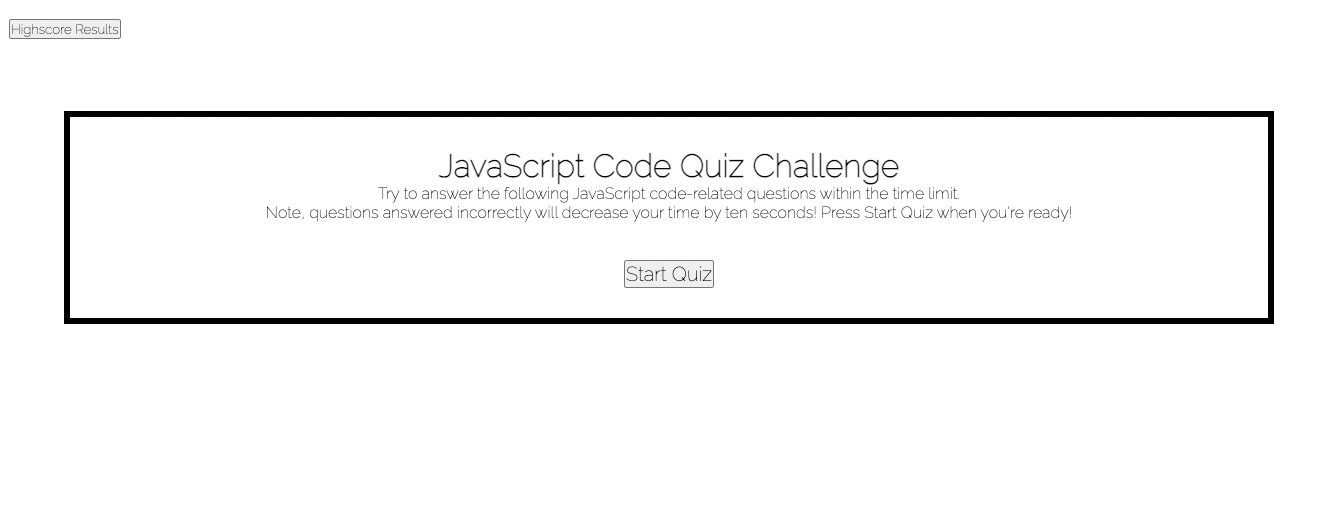 Highscore Results
JavaScript Code Quiz Challenge
Try to answer the following JavaScript code-related questions within the time limit.
Note, questions answered incorrectly will decrease your time by ten seconds! Press Start Quiz when you're ready!
Start Quiz